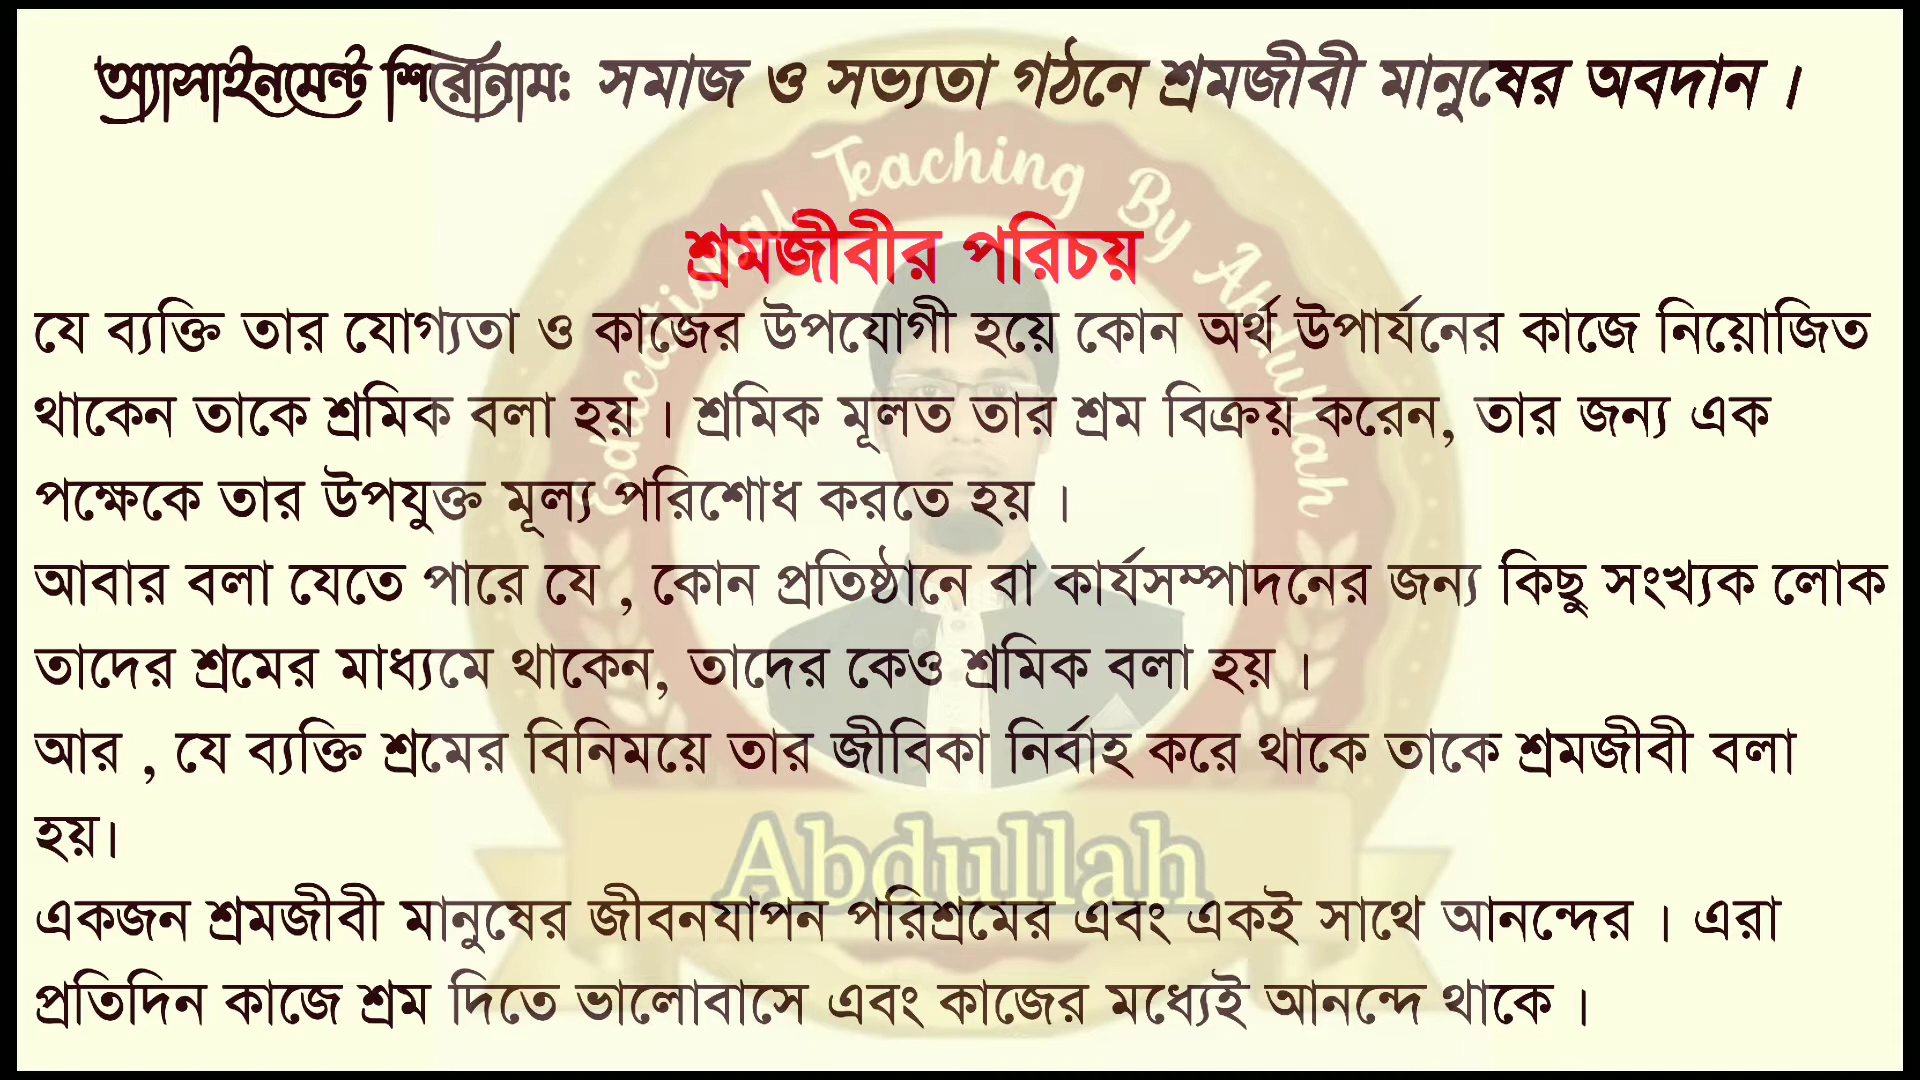 অ্যাসাইনমেন্ট শিরোনাম: সমাজ ও সভ্যতা গঠনে শ্রমজীবী মানুষের অবদান ।
Educational Teaching By Abdullah
শ্রমজীবীর পরিচয়
যে ব্যক্তি তার যোগ্যতা ও কাজের উপযোগী হয়ে কোন অর্থ উপার্যনের কাজে নিয়োজিত
থাকেন তাকে শ্রমিক বলা হয় । শ্রমিক মূলত তার শ্রম বিক্রয় করেন, তার জন্য এক
পক্ষেকে তার উপযুক্ত মূল্য পরিশোধ করতে হয় ।
আবার বলা যেতে পারে যে , কোন প্রতিষ্ঠানে বা কার্যসম্পাদনের জন্য কিছু সংখ্যক লোক
তাদের শ্রমের মাধ্যমে থাকেন, তাদের কেও শ্রমিক বলা হয় ।
আর , যে ব্যক্তি শ্রমের বিনিময়ে তার জীবিকা নির্বাহ করে থাকে তাকে শ্রমজীবী বলা
হয়।
Abdullah
একজন শ্রমজীবী মানুষের জীবনযাপন পরিশ্রমের এবং একই সাথে আনন্দের । এরা
প্রতিদিন কাজে শ্রম দিতে ভালোবাসে এবং কাজের মধ্যেই আনন্দে থাকে ।